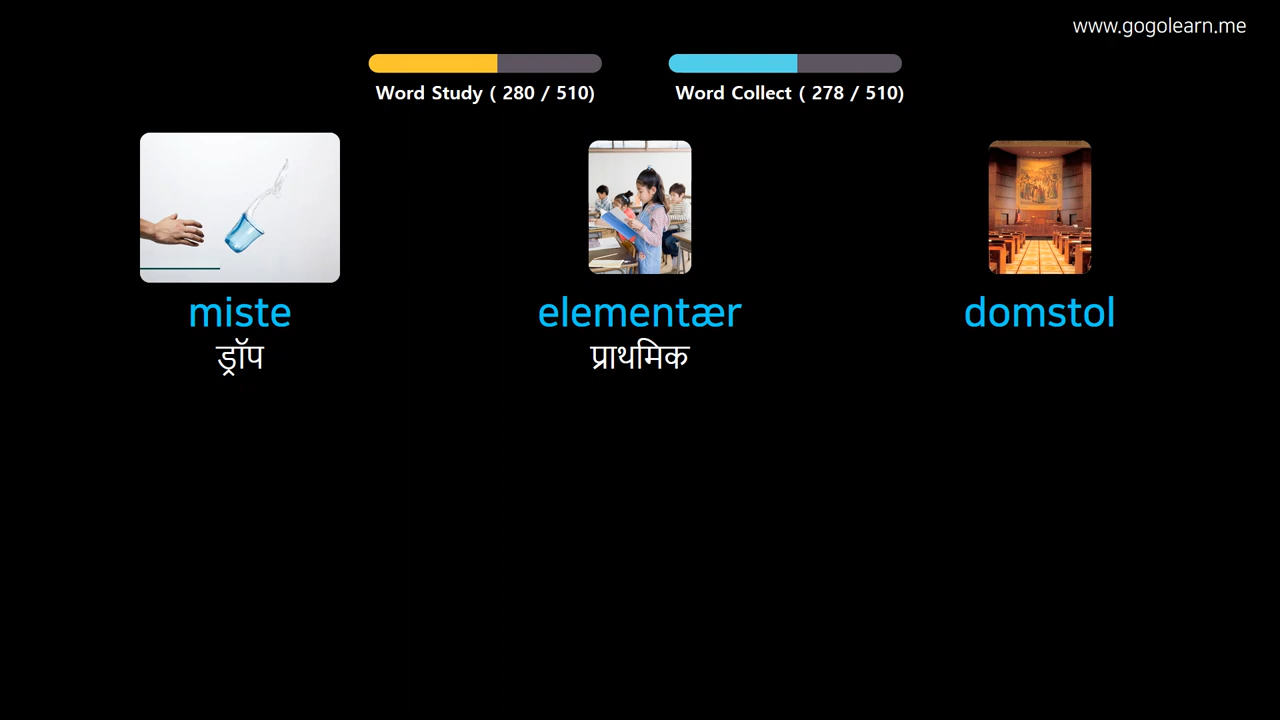 www.gogolearn.me
Word Study ( 280 / 510)
Word Collect ( 278 / 510)
miste
elementær
domstol
ड्रॉप
प्राथमिक